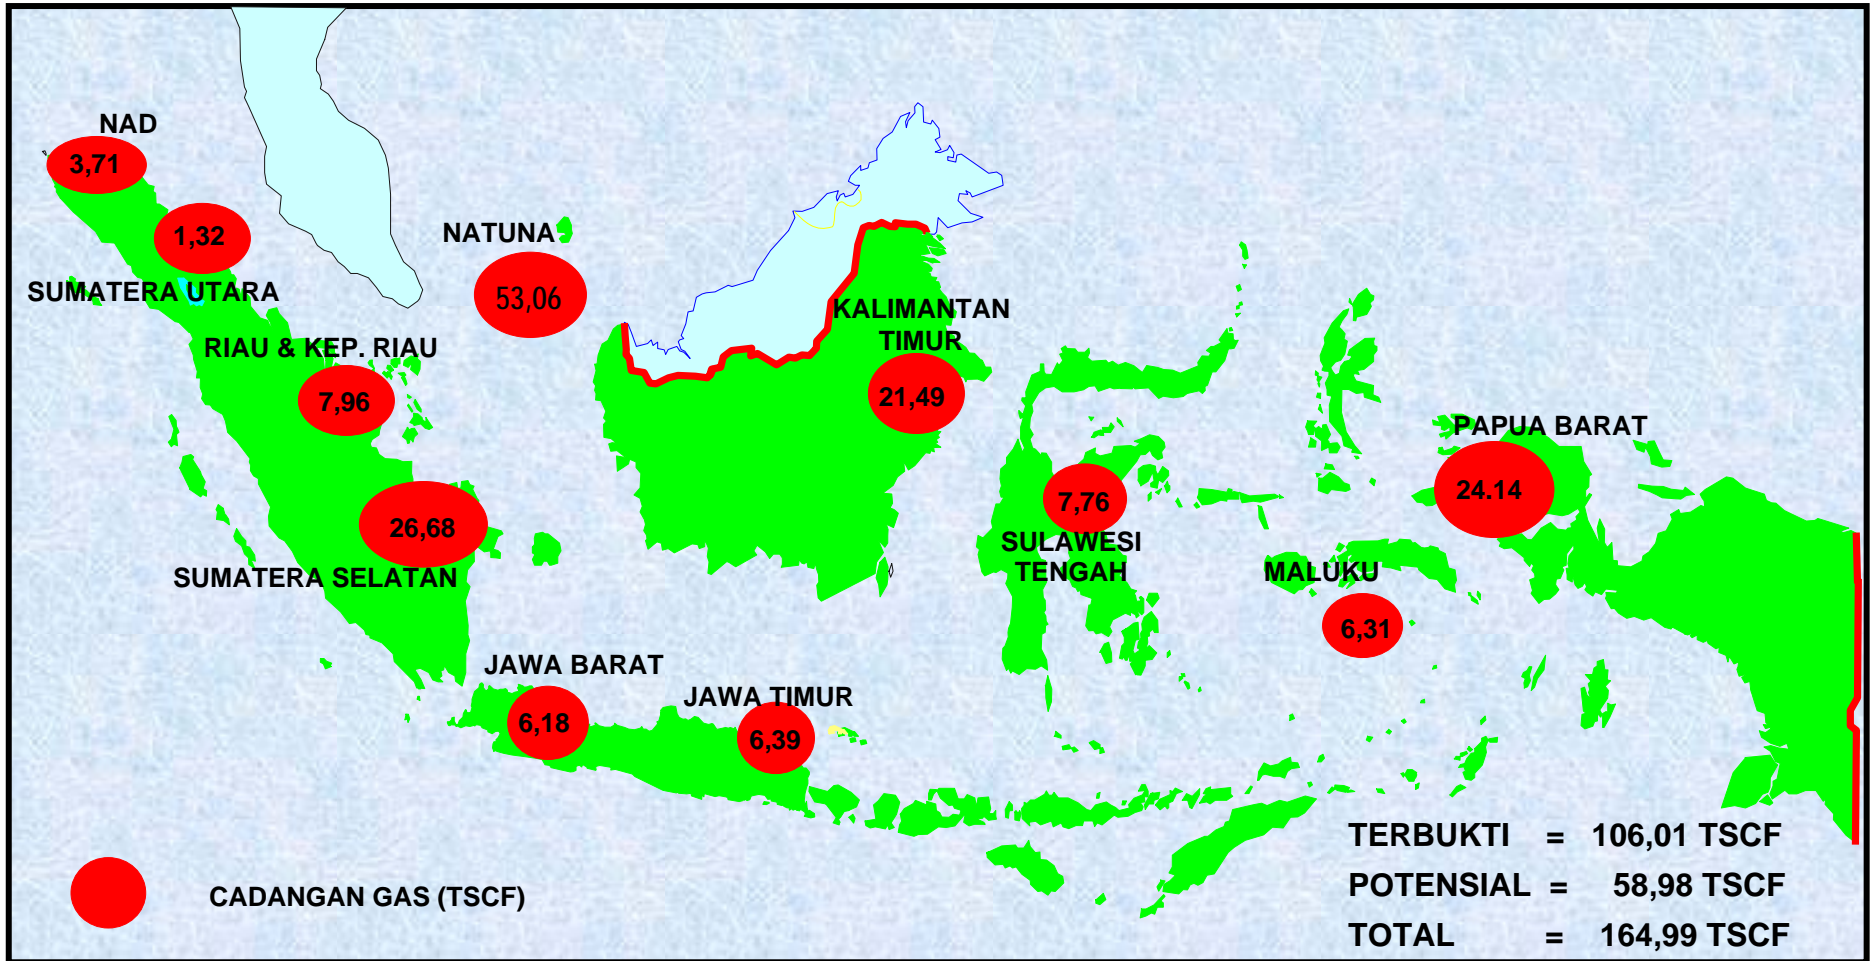 NAD
3,71
1,32
SUMATERA UTARA
NATUNA
53,06
RIAU & KEP. RIAU
7,96
KALIMANTAN
TIMUR
21,49
PAPUA BARAT
24.14
26,68
SUMATERA SELATAN
7,76
SULAWESI
TENGAH
MALUKU
6,31
JAWA BARAT
6,18
JAWA TIMUR
6,39
CADANGAN GAS (TSCF)
TERBUKTI = 106,01 TSCF
POTENSIAL = 58,98 TSCF
TOTAL = 164,99 TSCF